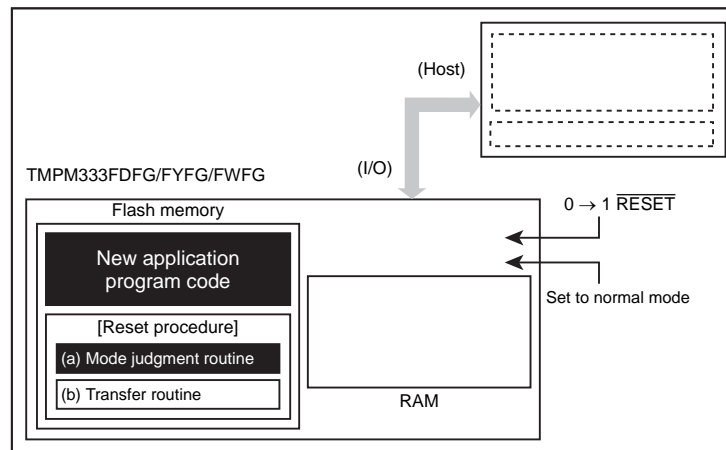 (Host)
(I/O)
TMPM333FDFG/FYFG/FWFG
Flash memory
0 → 1 RESET
New application
program code
Set to normal mode
[Reset procedure]
(a) Mode judgment routine
(b) Transfer routine
RAM